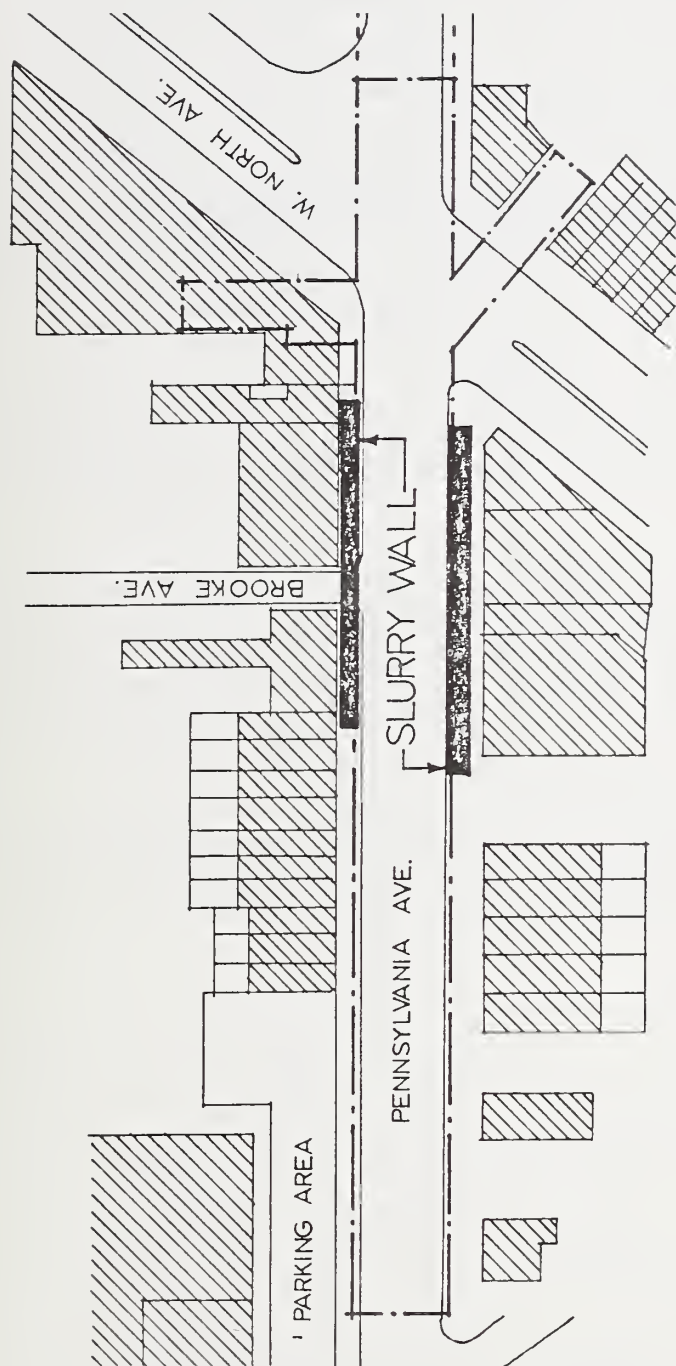 W. NORTH AVE.
BROOKE AVE.
SLURRY WALL
PENNSYLVANIA AVE.
PARKING AREA